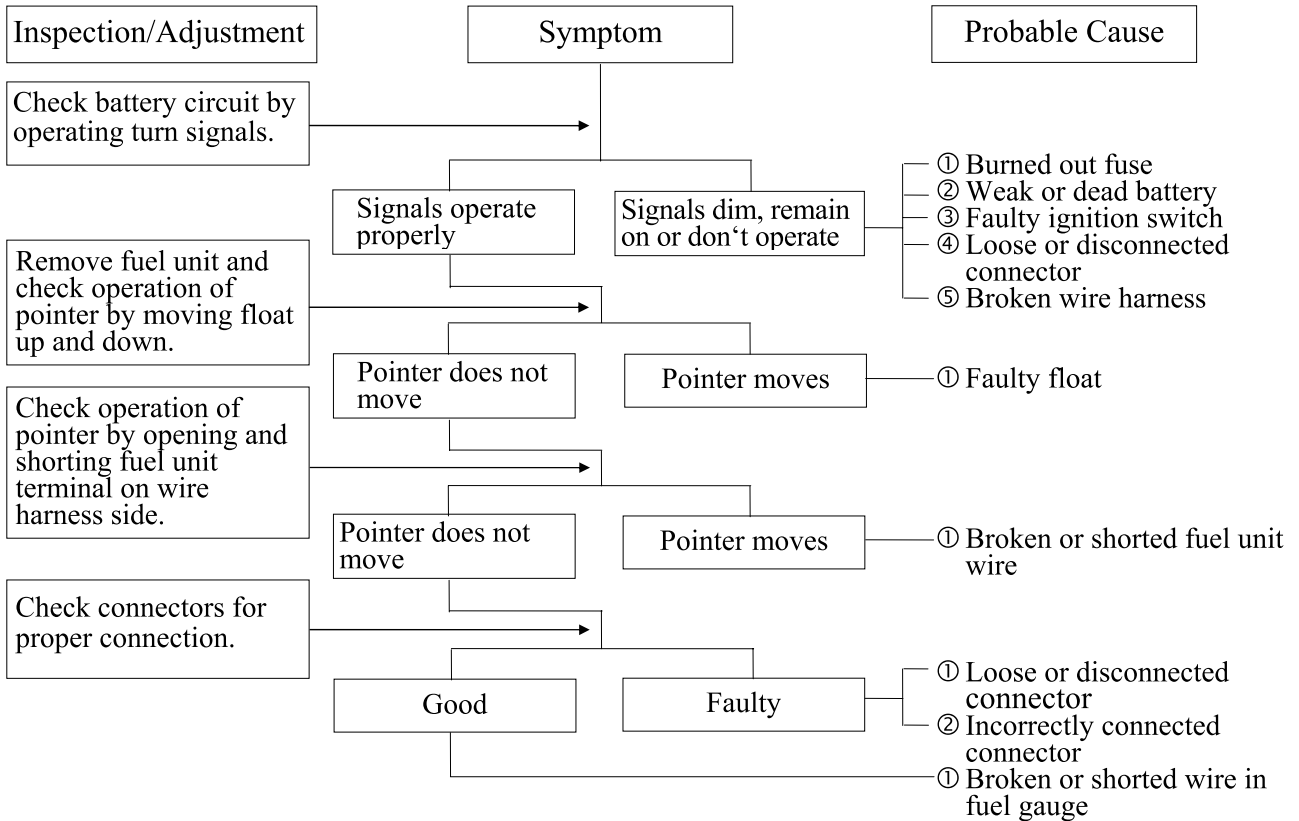 Inspection/Adjustment
Symptom
Probable Cause
Check battery circuit by
operating turn signals.
Signals operate
properly
Signals dim, remain
on or don‘t operate
① Burned out fuse
② Weak or dead battery
③ Faulty ignition switch
④ Loose or disconnected
connector
⑤ Broken wire harness
Remove fuel unit and
check operation of
pointer by moving float
up and down.
Pointer does not
move
Pointer moves
① Faulty float
Check operation of
pointer by opening and
shorting fuel unit
terminal on wire
harness side.
Pointer does not
move
Pointer moves
① Broken or shorted fuel unit
wire
Check connectors for
proper connection.
Good
Faulty
① Loose or disconnected
connector
② Incorrectly connected
connector
① Broken or shorted wire in
fuel gauge